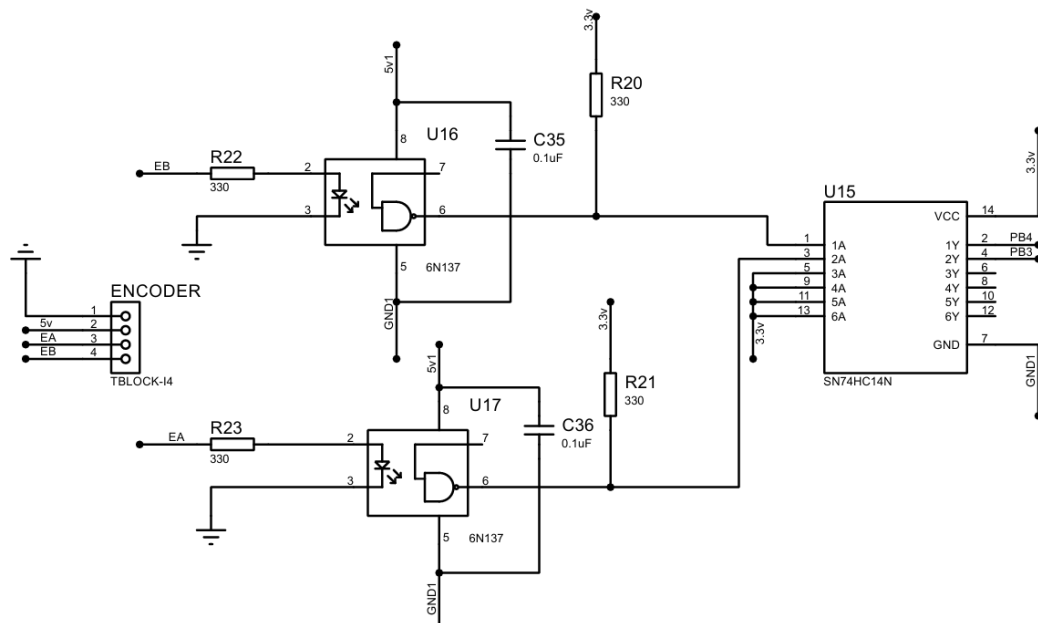 5v1
8
U16
C35
0.1uF
3.3v
R20
330
EB
R22
330
2
3
7
6
5
6N137
GND1
ENCODER
1
5v
2
EA
3
EB
4
TBLOCK-I4
5v1
8
U17
C36
0.1uF
3.3v
R21
330
EA
R23
330
2
3
7
6
5
6N137
GND1
3.3v
U15
VCC 14
1 1A 1Y 2 PB4
3 2A 2Y 4 PB3
5 3A 3Y 6
9 4A 4Y 8
11 5A 5Y 10
13 6A 6Y 12
3.3v
GND 7
GND1
SN74HC14N